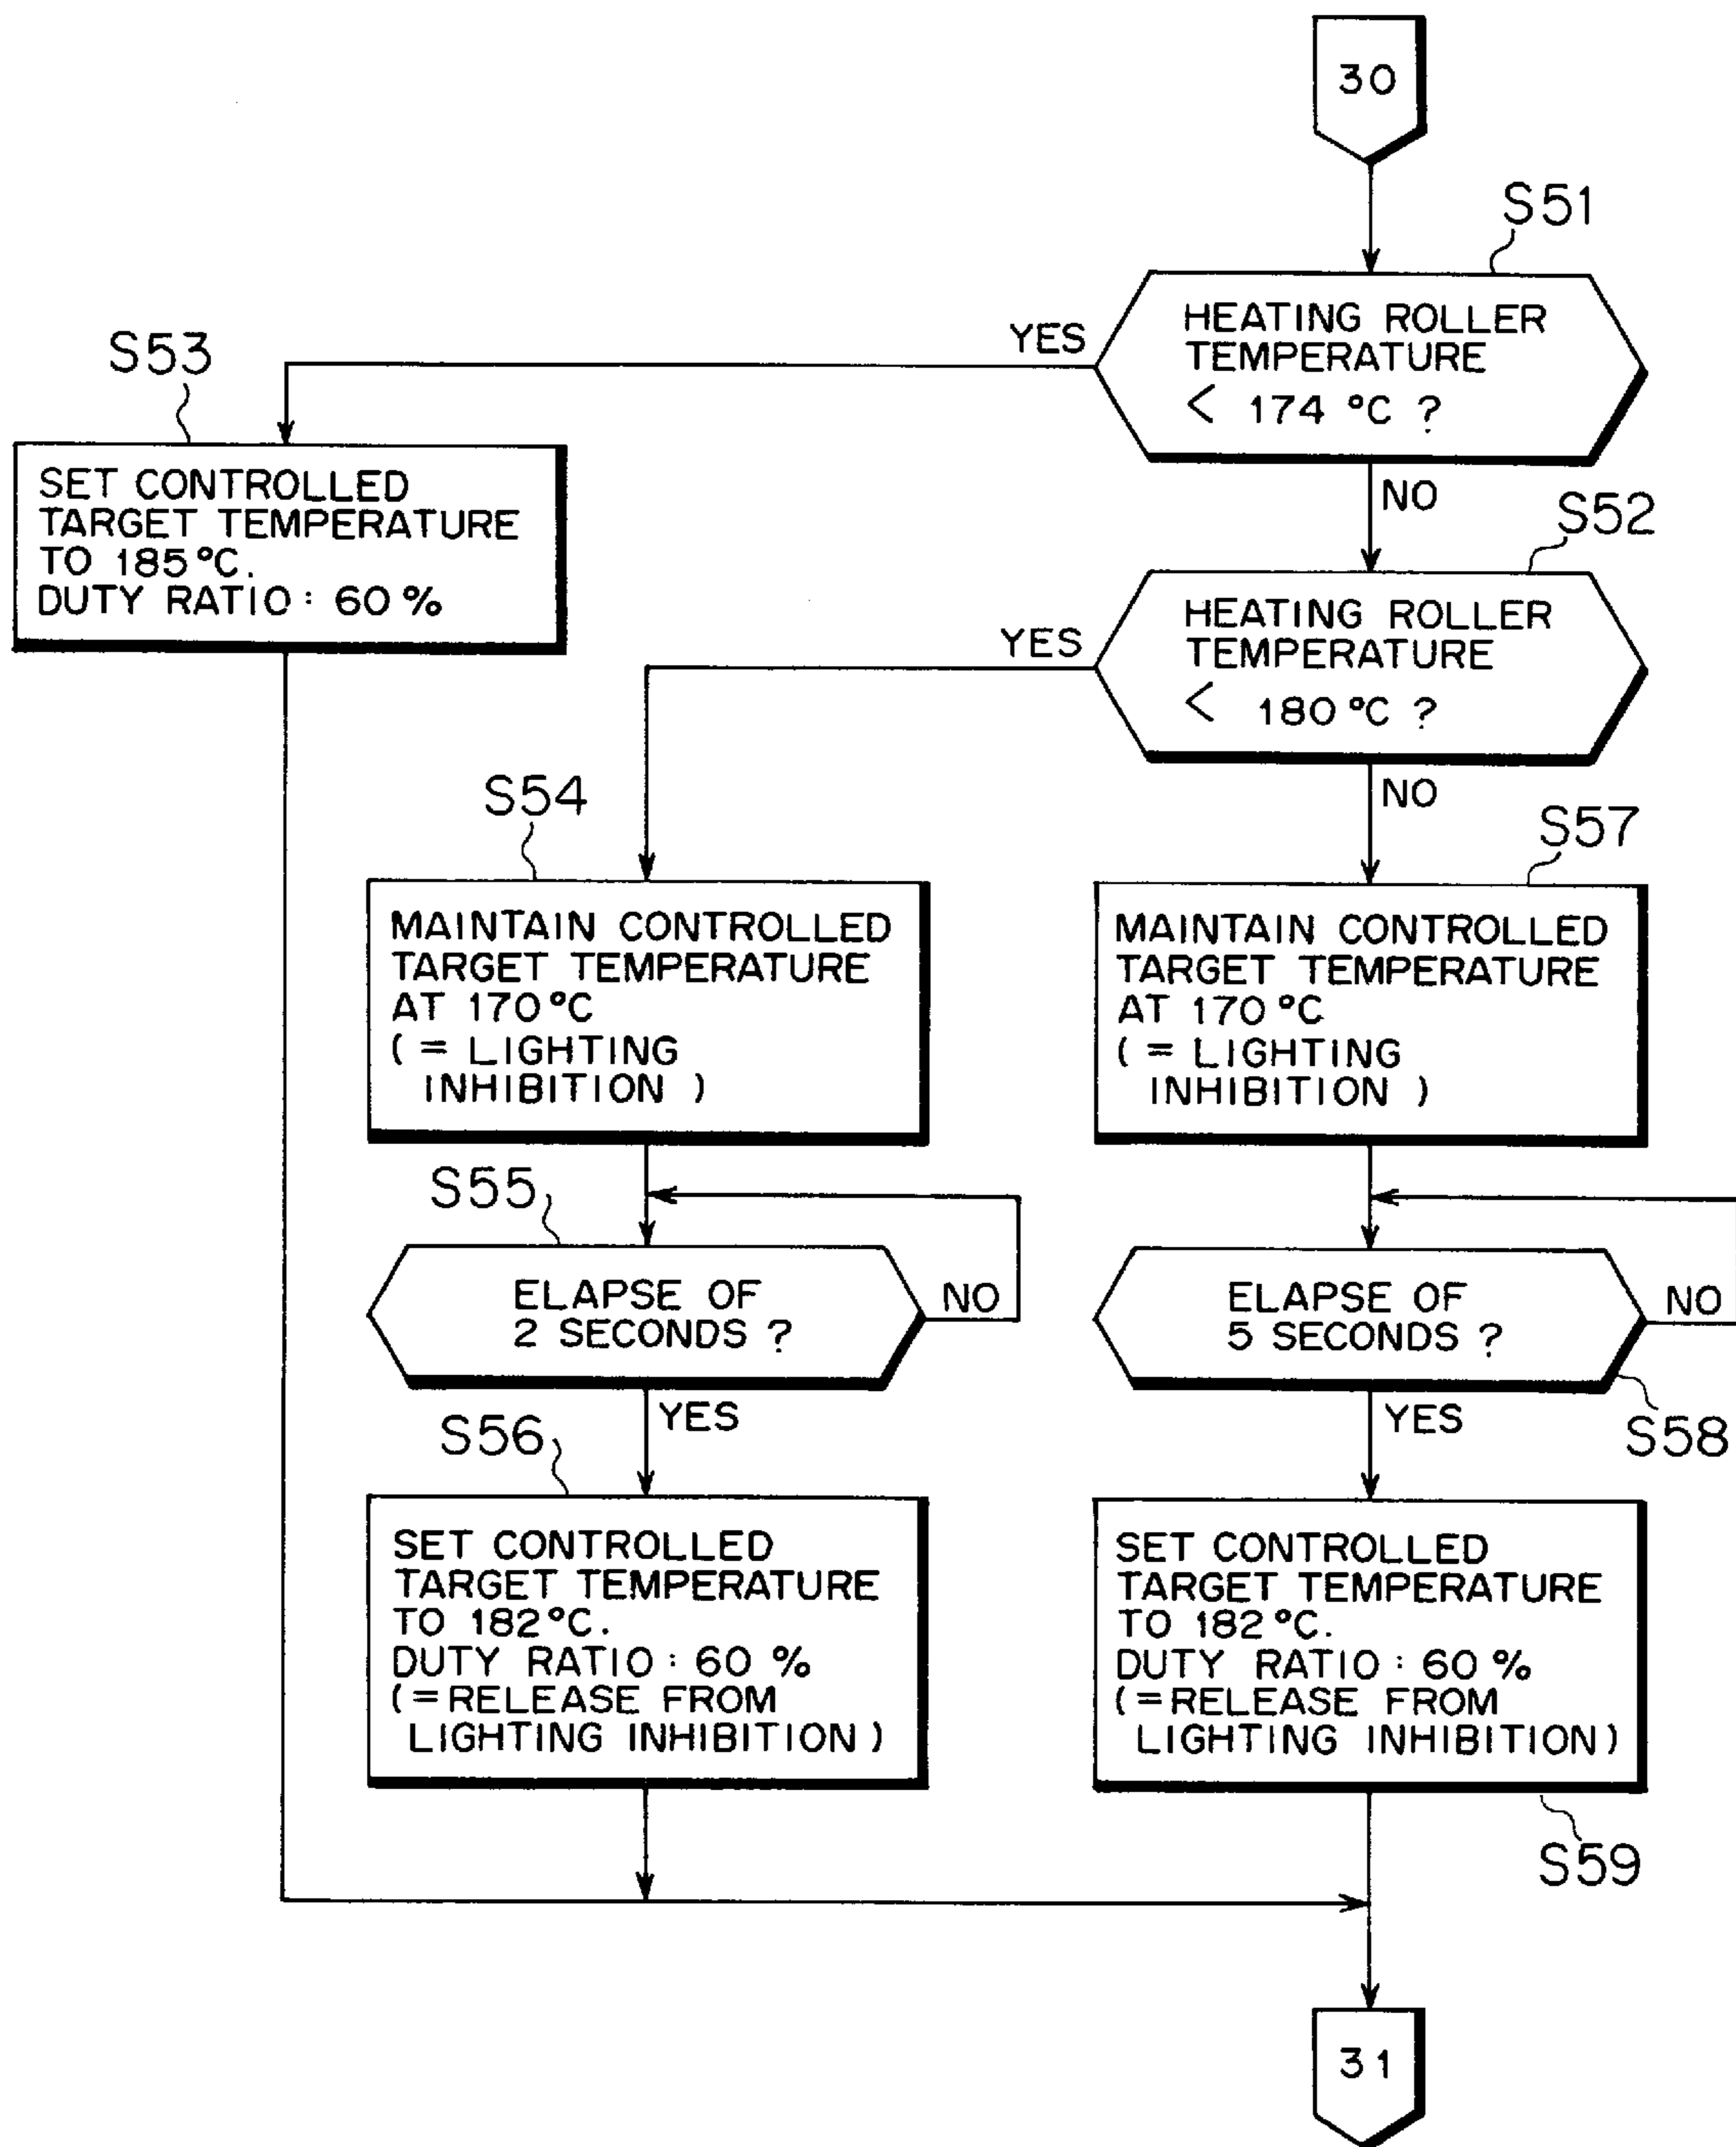 30
S51
HEATING ROLLER
TEMPERATURE
< 174 °C ?
YES
NO
S53
SET CONTROLLED
TARGET TEMPERATURE
TO 185 °C.
DUTY RATIO : 60 %
S52
HEATING ROLLER
TEMPERATURE
< 180 °C ?
YES
NO
S54
MAINTAIN CONTROLLED
TARGET TEMPERATURE
AT 170 °C
( = LIGHTING
INHIBITION )
S57
MAINTAIN CONTROLLED
TARGET TEMPERATURE
AT 170 °C
( = LIGHTING
INHIBITION )
S55
ELAPSE OF
2 SECONDS ?
NO
YES
ELAPSE OF
5 SECONDS ?
NO
YES
S58
S56
SET CONTROLLED
TARGET TEMPERATURE
TO 182 °C.
DUTY RATIO : 60 %
( = RELEASE FROM
LIGHTING INHIBITION )
SET CONTROLLED
TARGET TEMPERATURE
TO 182 °C.
DUTY RATIO : 60 %
( = RELEASE FROM
LIGHTING INHIBITION )
S59
31